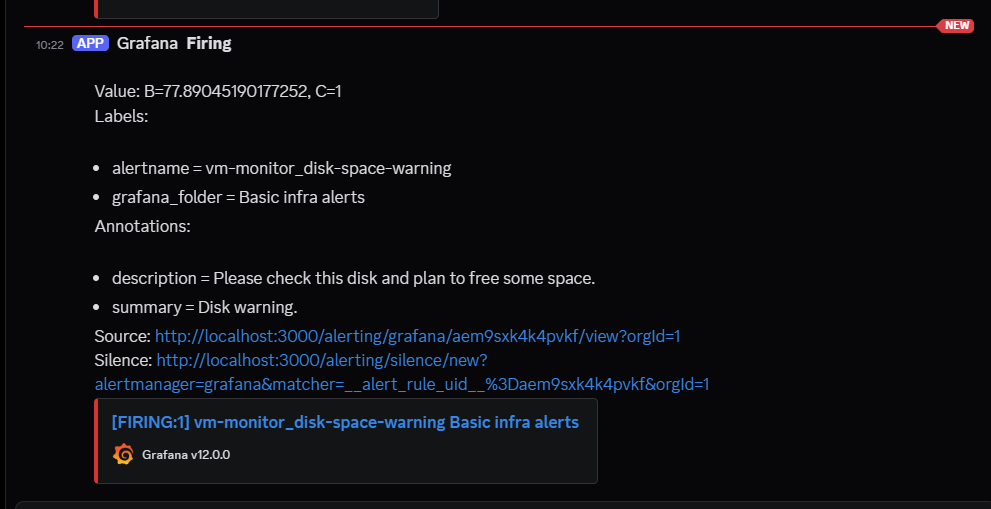 NEW
10:22 APP Grafana Firing
Value: B=77.89045190177252, C=1
Labels:
• alertname = vm-monitor_disk-space-warning
• grafana_folder = Basic infra alerts
Annotations:
• description = Please check this disk and plan to free some space.
• summary = Disk warning.
Source: http://localhost:3000/alerting/grafana/aem9sxk4k4pvkf/view?orgId=1
Silence: http://localhost:3000/alerting/silence/new?
alertmanager=grafana&matcher=__alert_rule_uid__%3Daem9sxk4k4pvkf&orgId=1
[FIRING:1] vm-monitor_disk-space-warning Basic infra alerts
Grafana v12.0.0